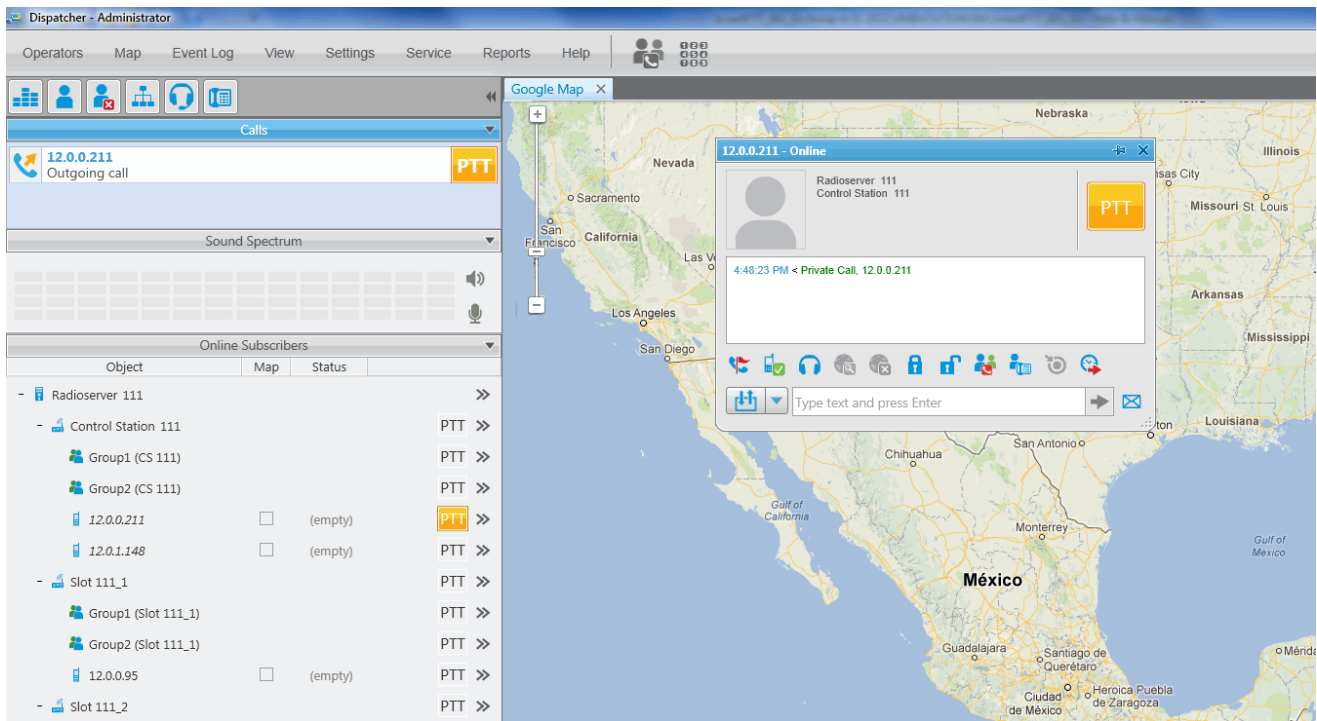 Dispatcher - Administrator
Operators Map Event Log View Settings Service Reports Help
Google Map
Calls
12.0.0.211
Outgoing call
PTT
Sound Spectrum
Online Subscribers
Object Map Status
- Radioserver 111
- Control Station 111 PTT
Group1 (CS 111) PTT
Group2 (CS 111) PTT
12.0.0.211 (empty) PTT
12.0.1.148 (empty) PTT
- Slot 111_1 PTT
Group1 (Slot 111_1) PTT
Group2 (Slot 111_1) PTT
12.0.0.95 (empty) PTT
- Slot 111_2 PTT
12.0.0.211 - Online
Radioserver 111
Control Station 111
PTT
4:48:23 PM < Private Call, 12.0.0.211
Type text and press Enter
Nebraska
Nevada
Illinois
Sacramento
Missouri St. Louis
San
Francisco
California
Arkansas
Los Angeles
Mississippi
San Diego
Louisiana
San Antonio
Chihuahua
Gulf of
California
Monterrey
Gulf of
Mexico
México
Guadalajara
Santiago de
Querétaro
Ciudad
de México
Heroica Puebla
de Zaragoza